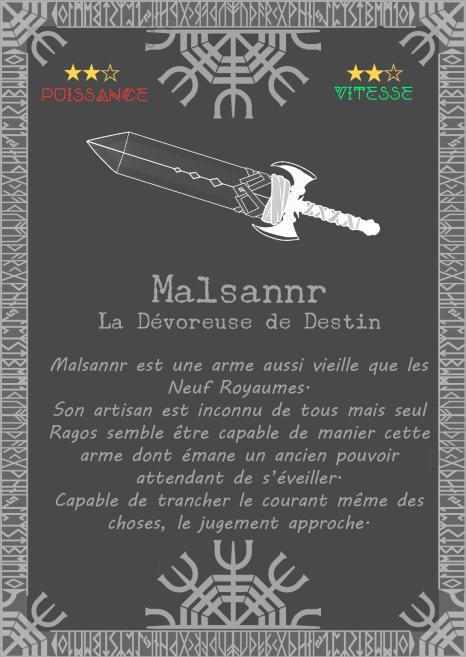 PUISSANCE
VITESSE
Malsannr
La Dévoreuse de Destin
Malsannr est une arme aussi vieille que les
Neuf Royaumes.
Son artisan est inconnu de tous mais seul
Ragos semble être capable de manier cette
arme dont émane un ancien pouvoir
attendant de s'éveiller.
Capable de trancher le courant même des
choses, le jugement approche.